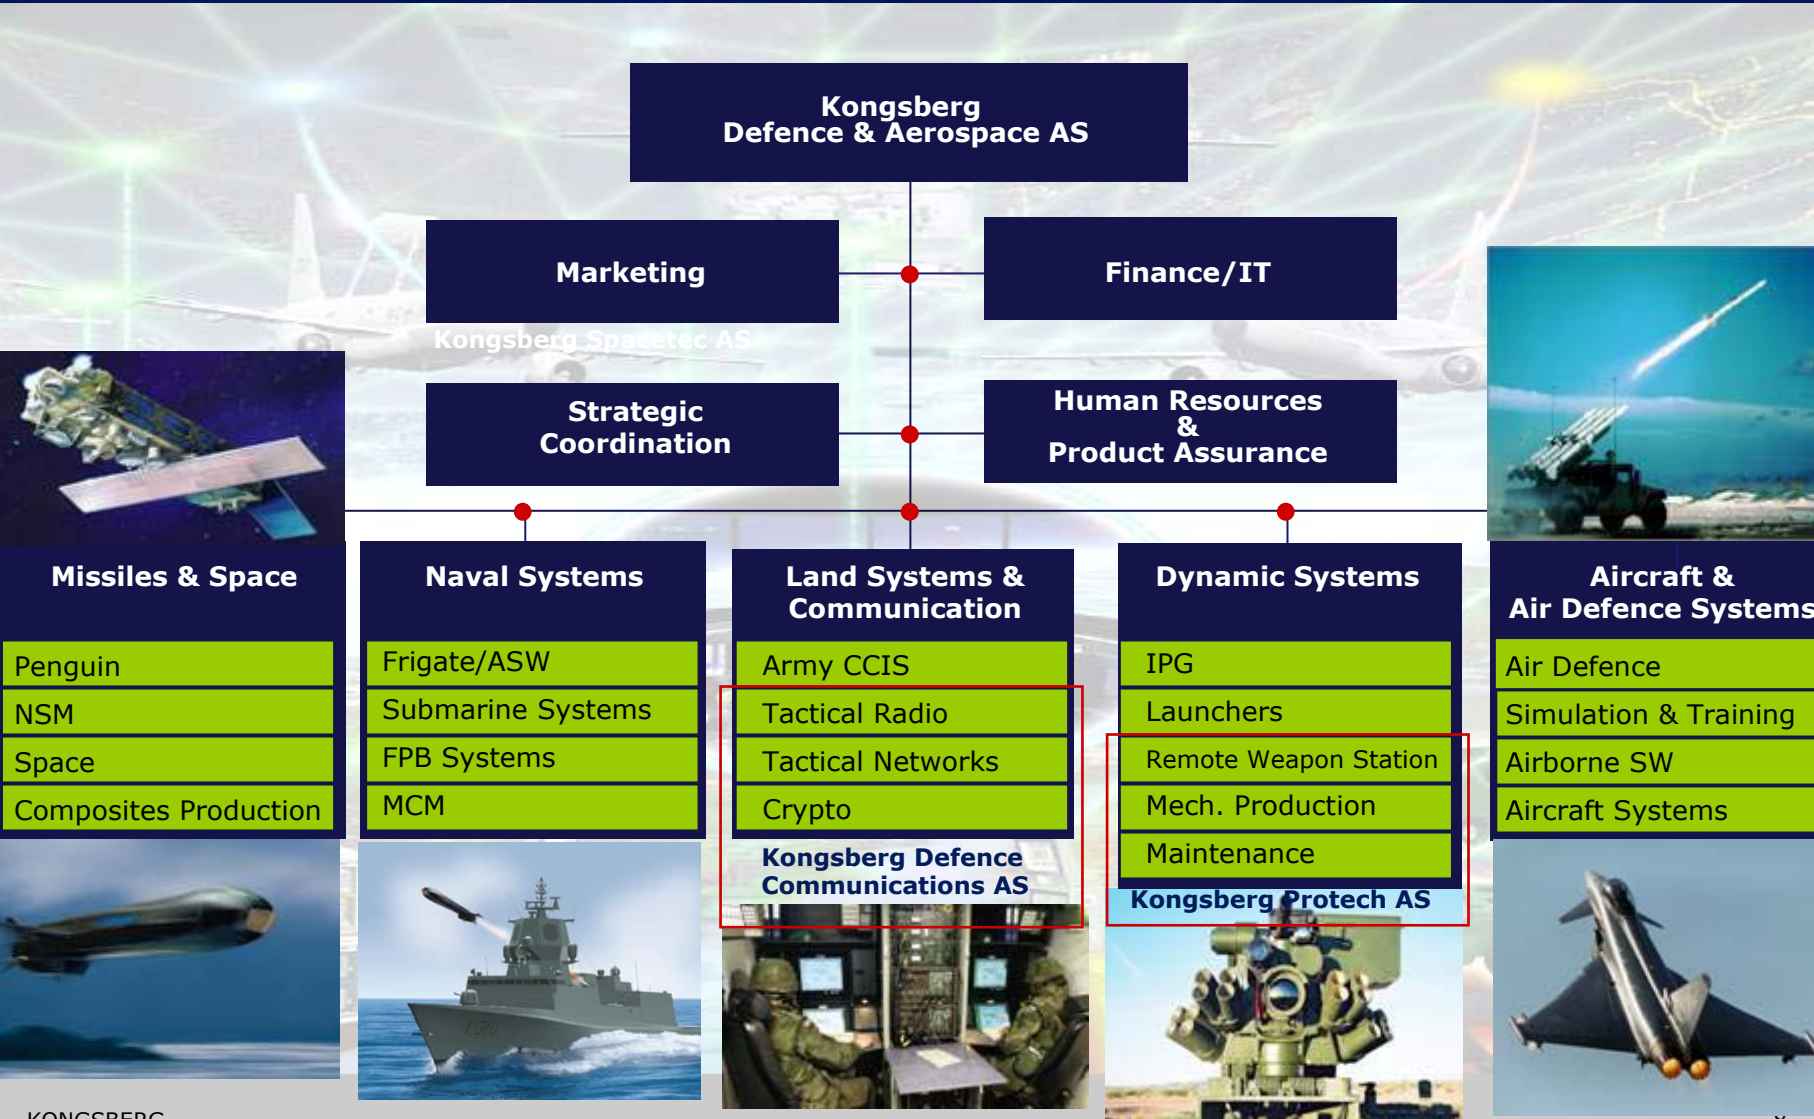 Kongsberg
Defence & Aerospace AS
Marketing
Finance/IT
Kongsberg Spacetec AS
Strategic
Coordination
Human Resources
&
Product Assurance
Missiles & Space
Penguin
NSM
Space
Composites Production
Naval Systems
Frigate/ASW
Submarine Systems
FPB Systems
MCM
Land Systems &
Communication
Army CCIS
Tactical Radio
Tactical Networks
Crypto
Kongsberg Defence
Communications AS
Dynamic Systems
IPG
Launchers
Remote Weapon Station
Mech. Production
Maintenance
Kongsberg Protech AS
Aircraft &
Air Defence Systems
Air Defence
Simulation & Training
Airborne SW
Aircraft Systems
KONGSBERG